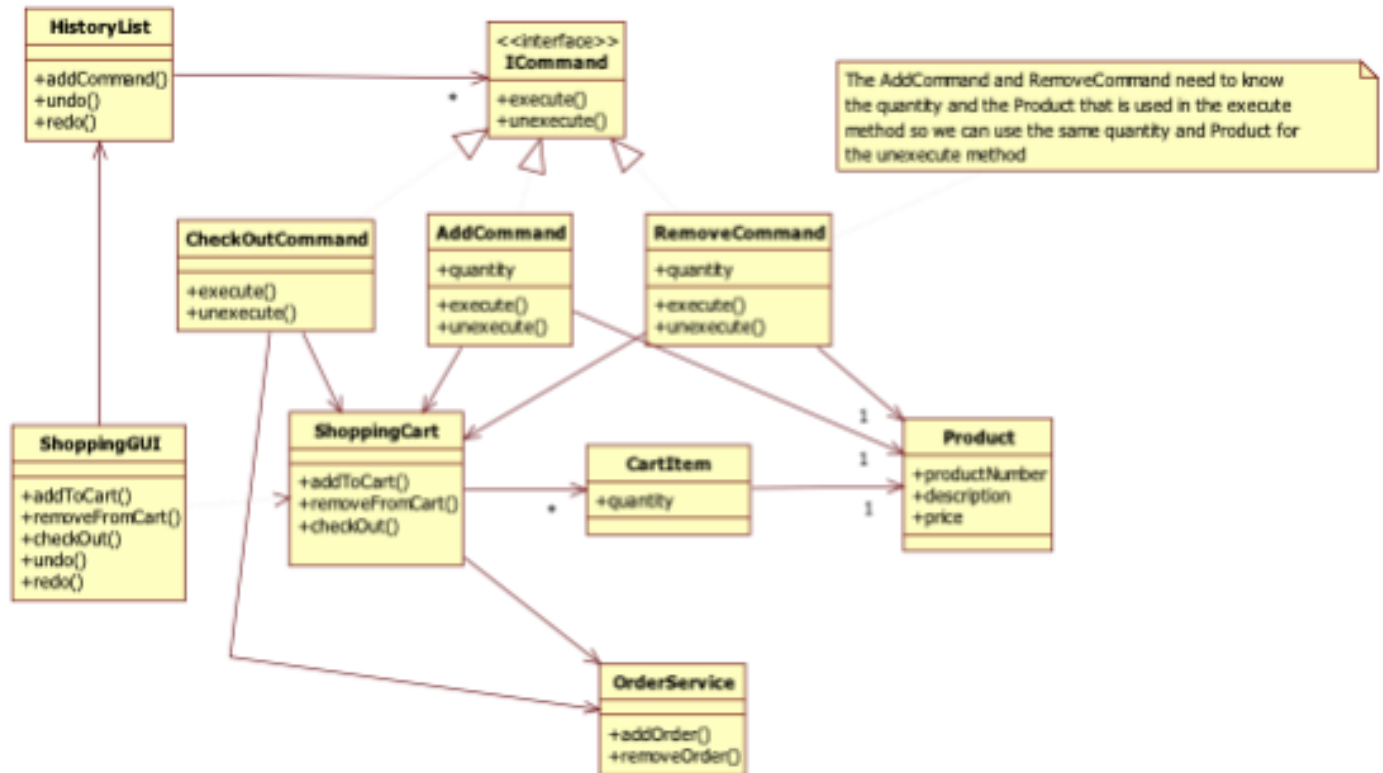 HistoryList
+addCommand()
+undo()
+redo()
<<interface>>
ICommand
+execute()
+unexecute()
*
The AddCommand and RemoveCommand need to know
the quantity and the Product that is used in the execute
method so we can use the same quantity and Product for
the unexecute method
CheckOutCommand
+execute()
+unexecute()
AddCommand
+quantity
+execute()
+unexecute()
RemoveCommand
+quantity
+execute()
+unexecute()
ShoppingGUI
+addToCart()
+removeFromCart()
+checkOut()
+undo()
+redo()
ShoppingCart
+addToCart()
+removeFromCart()
+checkOut()
*
CartItem
+quantity
1
1
1
Product
+productNumber
+description
+price
OrderService
+addOrder()
+removeOrder()